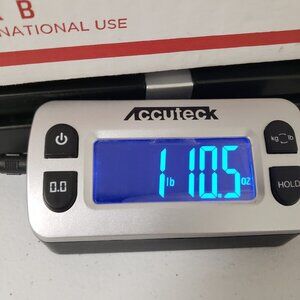 B
NATIONAL USE
Accuteck
kg lb
1 lb 10.5 oz
0.0
HOLD